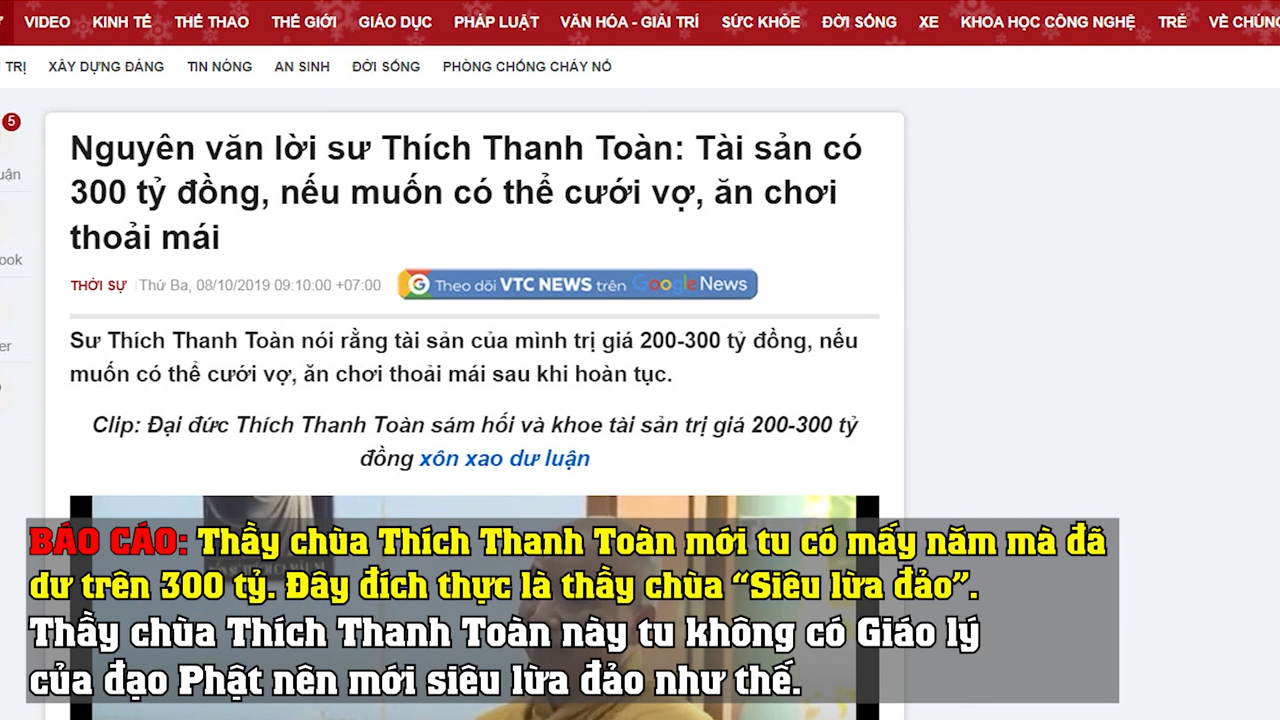 VIDEO KINH TẾ THỂ THAO THẾ GIỚI GIÁO DỤC PHÁP LUẬT VĂN HÓA - GIẢI TRÍ SỨC KHỎE ĐỜI SỐNG XE KHOA HỌC CÔNG NGHỆ TRẺ VỀ CHÚNG
TRỊ XÂY DỰNG ĐẢNG TIN NÓNG AN SINH ĐỜI SỐNG PHÒNG CHỐNG CHÁY NỔ
5
Nguyên văn lời sư Thích Thanh Toàn: Tài sản có
300 tỷ đồng, nếu muốn có thể cưới vợ, ăn chơi
thoải mái
THỜI SỰ Thứ Ba, 08/10/2019 09:10:00 +07:00
Theo dõi VTC NEWS trên Google News
Sư Thích Thanh Toàn nói rằng tài sản của mình trị giá 200-300 tỷ đồng, nếu
muốn có thể cưới vợ, ăn chơi thoải mái sau khi hoàn tục.
Clip: Đại đức Thích Thanh Toàn sám hối và khoe tài sản trị giá 200-300 tỷ
đồng xôn xao dư luận
BÁO CÁO: Thầy chùa Thích Thanh Toàn mới tu có mấy năm mà đã
dư trên 300 tỷ. Đây đích thực là thầy chùa “Siêu lừa đảo”.
Thầy chùa Thích Thanh Toàn này tu không có Giáo lý
của đạo Phật nên mới siêu lừa đảo như thế.